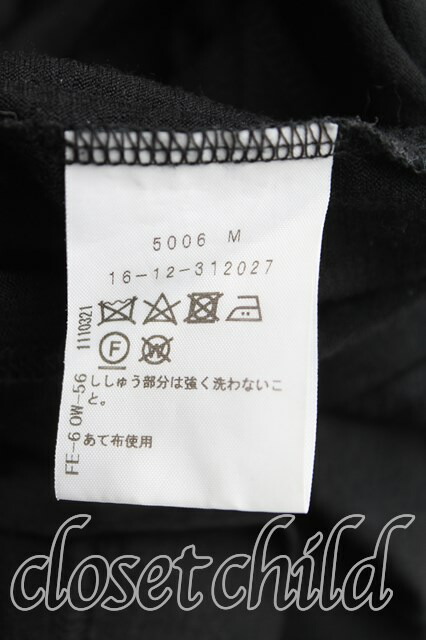 5006 M
16-12-312027
F W
ししゅう部分は強く洗わないこ
と。
あて布使用
FE-6 OW-56 1110321
closet child